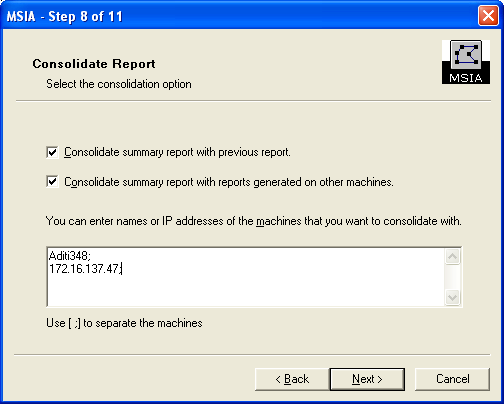 MSIA - Step 8 of 11
Consolidate Report
Select the consolidation option
MSIA
Consolidate summary report with previous report.
Consolidate summary report with reports generated on other machines.
You can enter names or IP addresses of the machines that you want to consolidate with.
Aditi348;
172.16.137.47;
Use [ ;] to separate the machines
< Back
Next >
Cancel